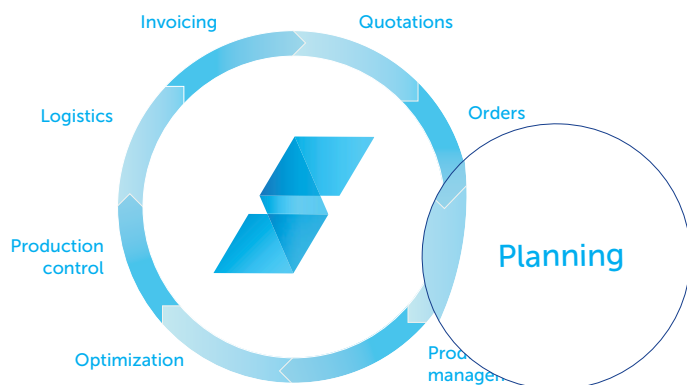 Invoicing
Quotations
Logistics
Orders
Planning
Production
control
Optimization